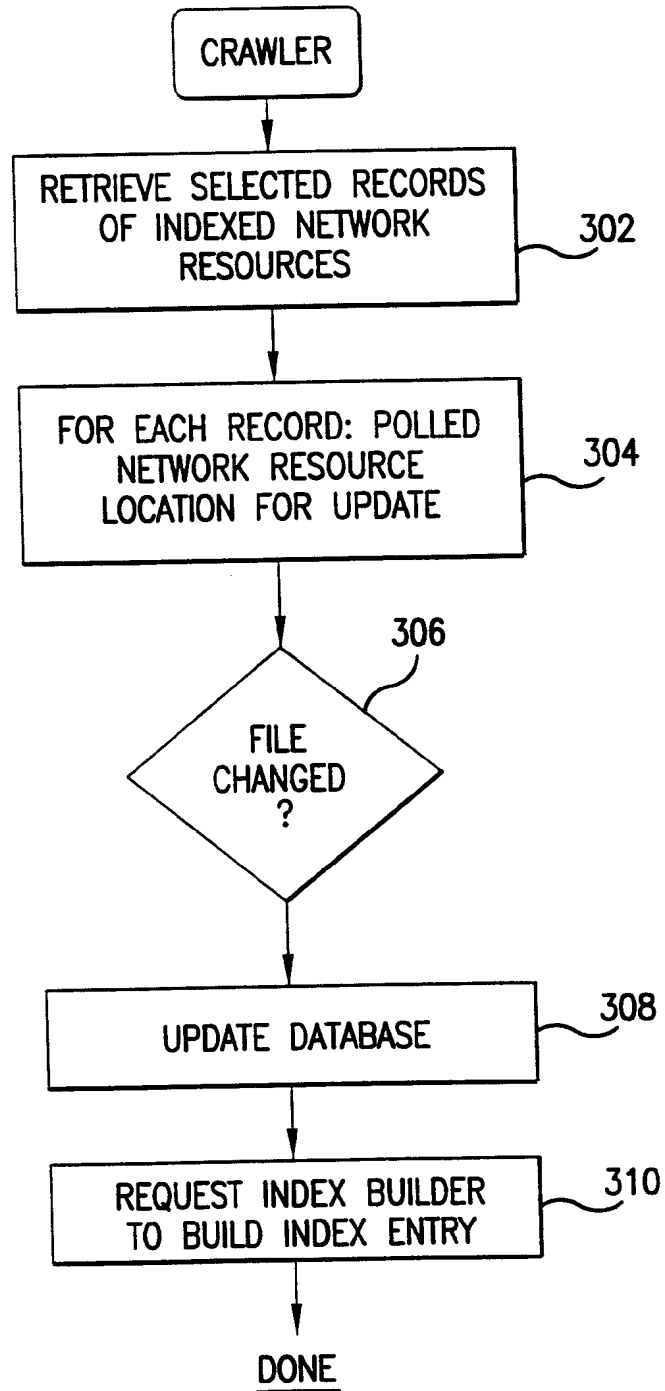 CRAWLER
RETRIEVE SELECTED RECORDS
OF INDEXED NETWORK
RESOURCES
302
FOR EACH RECORD: POLLED
NETWORK RESOURCE
LOCATION FOR UPDATE
304
306
FILE
CHANGED
?
UPDATE DATABASE
308
REQUEST INDEX BUILDER
TO BUILD INDEX ENTRY
310
DONE